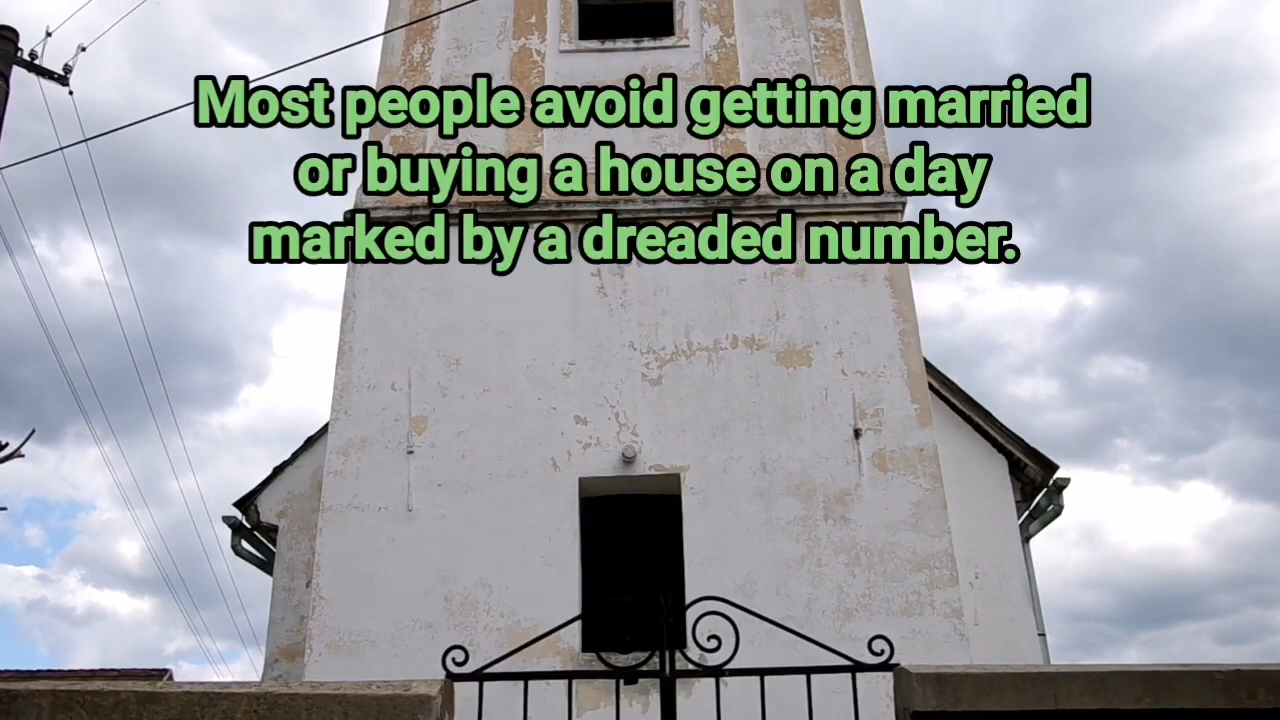 Most people avoid getting married
or buying a house on a day
marked by a dreaded number.